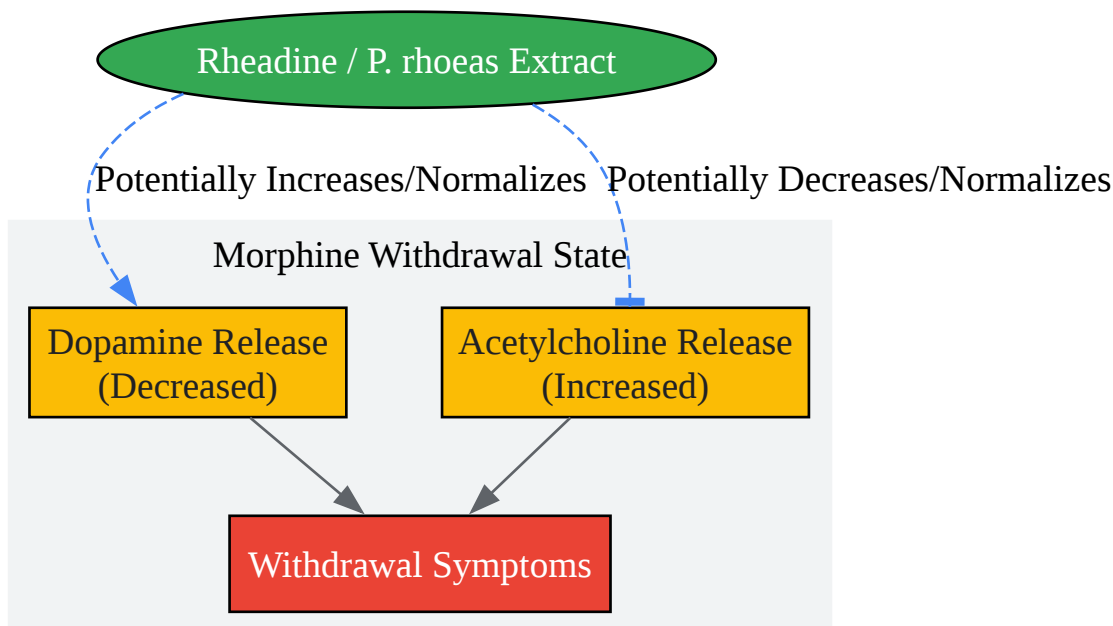 Rheadine / P. rhoeas Extract
Potentially Increases/Normalizes
Potentially Decreases/Normalizes
Morphine Withdrawal State
Dopamine Release
(Decreased)
Acetylcholine Release
(Increased)
Withdrawal Symptoms